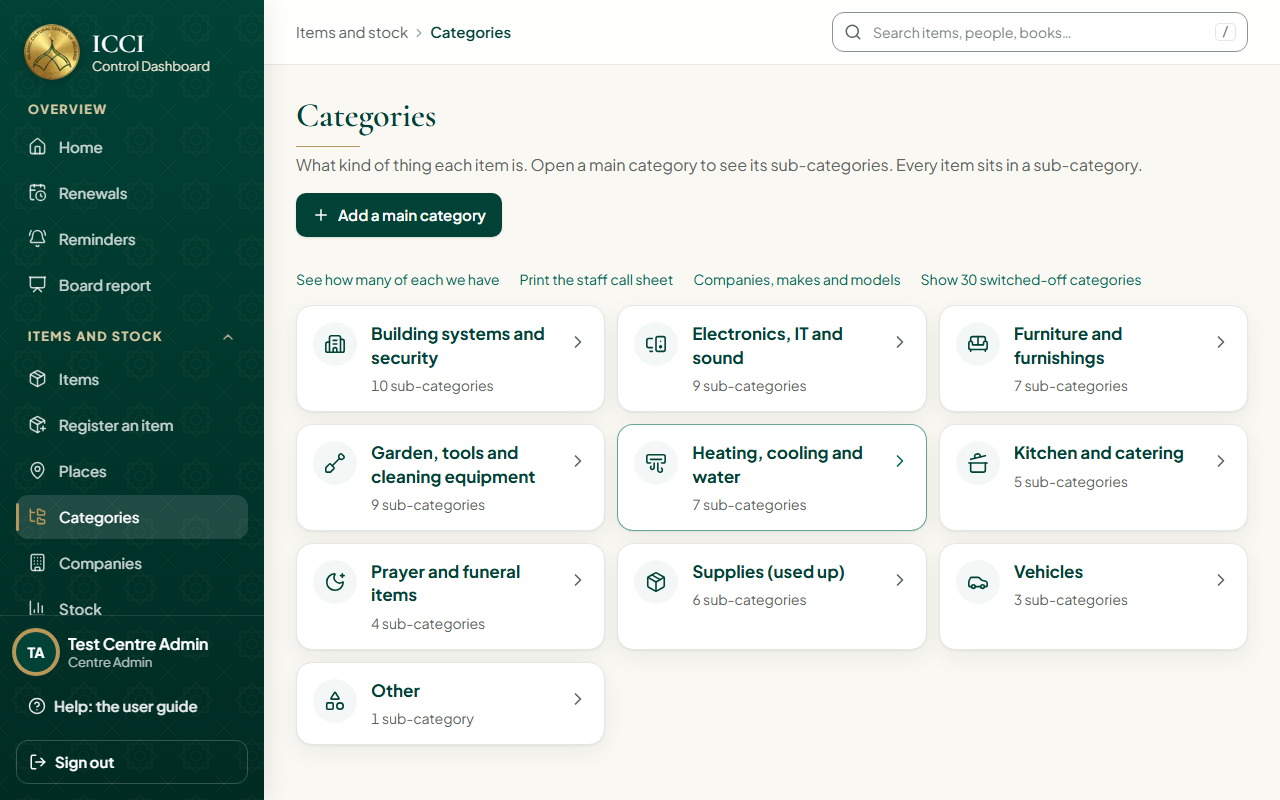 ICCI
Control Dashboard
OVERVIEW
Home
Renewals
Reminders
Board report
ITEMS AND STOCK
Items
Register an item
Places
Categories
Companies
Stock
TA
Test Centre Admin
Centre Admin
Help: the user guide
Sign out
Items and stock > Categories
Search items, people, books…
/
Categories
What kind of thing each item is. Open a main category to see its sub-categories. Every item sits in a sub-category.
+ Add a main category
See how many of each we have
Print the staff call sheet
Companies, makes and models
Show 30 switched-off categories
Building systems and
security
10 sub-categories
Electronics, IT and
sound
9 sub-categories
Furniture and
furnishings
7 sub-categories
Garden, tools and
cleaning equipment
9 sub-categories
Heating, cooling and
water
7 sub-categories
Kitchen and catering
5 sub-categories
Prayer and funeral
items
4 sub-categories
Supplies (used up)
6 sub-categories
Vehicles
3 sub-categories
Other
1 sub-category